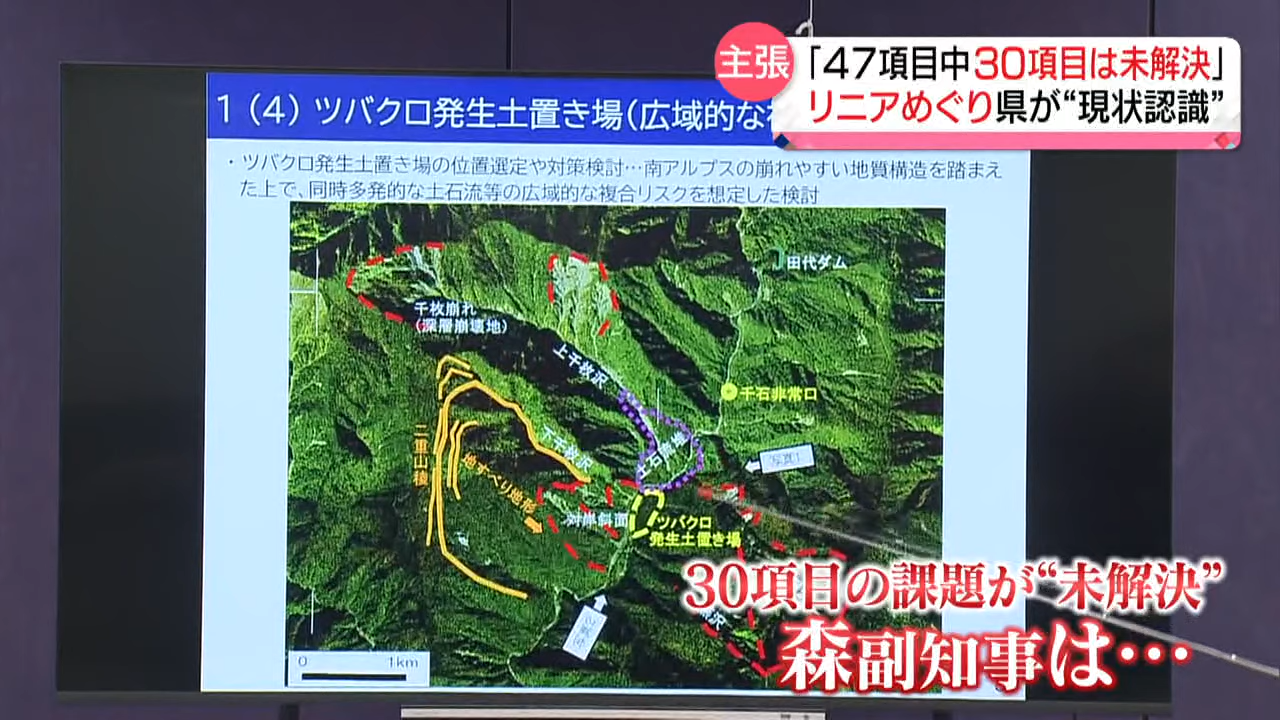 主張
「47項目中30項目は未解決」
リニアめぐり県が“現状認識”
1(4)ツバクロ発生土置き場(広域的な
・ツバクロ発生土置き場の位置選定や対策検討…南アルプスの崩れやすい地質構造を踏まえ
た上で、同時多発的な土石流等の広域的な複合リスクを想定した検討
田代ダム
千枚崩れ
(深層崩壊地)
上千枚沢
千石非常口
下千枚沢
土石流堆
写真1
二重山稜
地すべり地形
ツバクロ
発生土置き場
沢
0 1km
30項目の課題が“未解決”
森副知事は…